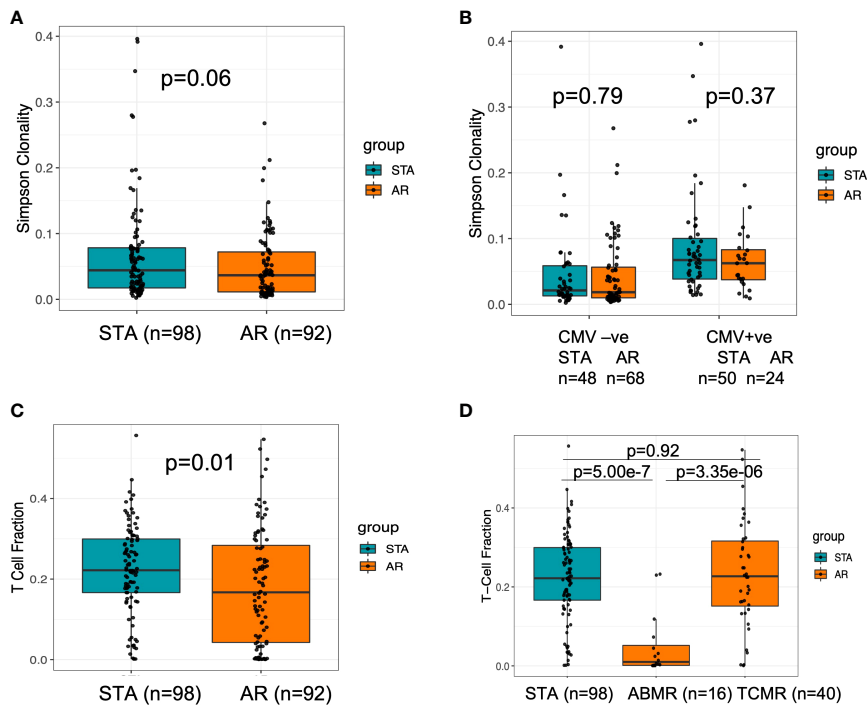 A
Simpson Clonality
0.4
0.3
0.2
0.1
0.0
p=0.06
STA (n=98) AR (n=92)
group
STA
AR
B
Simpson Clonality
0.4
0.3
0.2
0.1
0.0
p=0.79 p=0.37
CMV –ve CMV+ve
STA AR STA AR
n=48 n=68 n=50 n=24
group
STA
AR
C
T Cell Fraction
0.4
0.2
0.0
p=0.01
STA (n=98) AR (n=92)
group
STA
AR
D
T−Cell Fraction
0.4
0.2
0.0
p=0.92
p=5.00e-7 p=3.35e-06
STA (n=98) ABMR (n=16) TCMR (n=40)
group
STA
AR